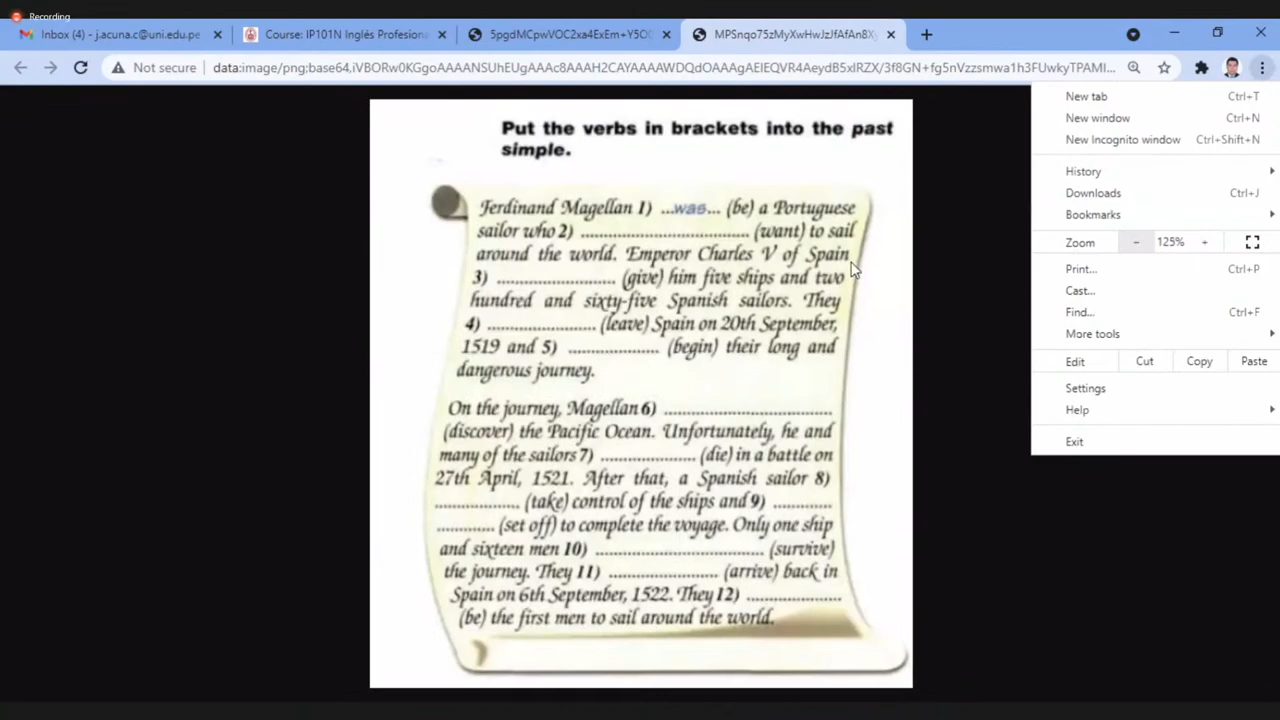 Recording
Inbox (4) - j.acuna.c@uni.edu.pe
Course: IP101N Inglés Profesiona
5pgdMCpwVOC2xa4ExEm+Y5OX
MPSnqo75zMyXwHwJzJfAfAn8X
Not secure
data:image/png;base64,iVBORw0KGgoAAAANSUhEUgAAAc8AAAH2CAYAAAAWDQdOAAAgAElEQVR4AeydB5xlRZX/3f8GN+fg5nVzzsmwa1h3FUwkyTPAMI...
New tab Ctrl+T
New window Ctrl+N
New Incognito window Ctrl+Shift+N
History
Downloads Ctrl+J
Bookmarks
Zoom - 125% +
Print... Ctrl+P
Cast...
Find... Ctrl+F
More tools
Edit Cut Copy Paste
Settings
Help
Exit
Put the verbs in brackets into the past
simple.
Ferdinand Magellan 1) ...was... (be) a Portuguese
sailor who 2) .................................... (want) to sail
around the world. Emperor Charles V of Spain
3) ......................... (give) him five ships and two
hundred and sixty-five Spanish sailors. They
4) ....................... (leave) Spain on 20th September,
1519 and 5) ................... (begin) their long and
dangerous journey.
On the journey, Magellan 6) ....................................
(discover) the Pacific Ocean. Unfortunately, he and
many of the sailors 7) .................... (die) in a battle on
27th April, 1521. After that, a Spanish sailor 8)
.................. (take) control of the ships and 9) ............
............ (set off) to complete the voyage. Only one ship
and sixteen men 10) .................................... (survive)
the journey. They 11) ....................... (arrive) back in
Spain on 6th September, 1522. They 12) ....................
(be) the first men to sail around the world.